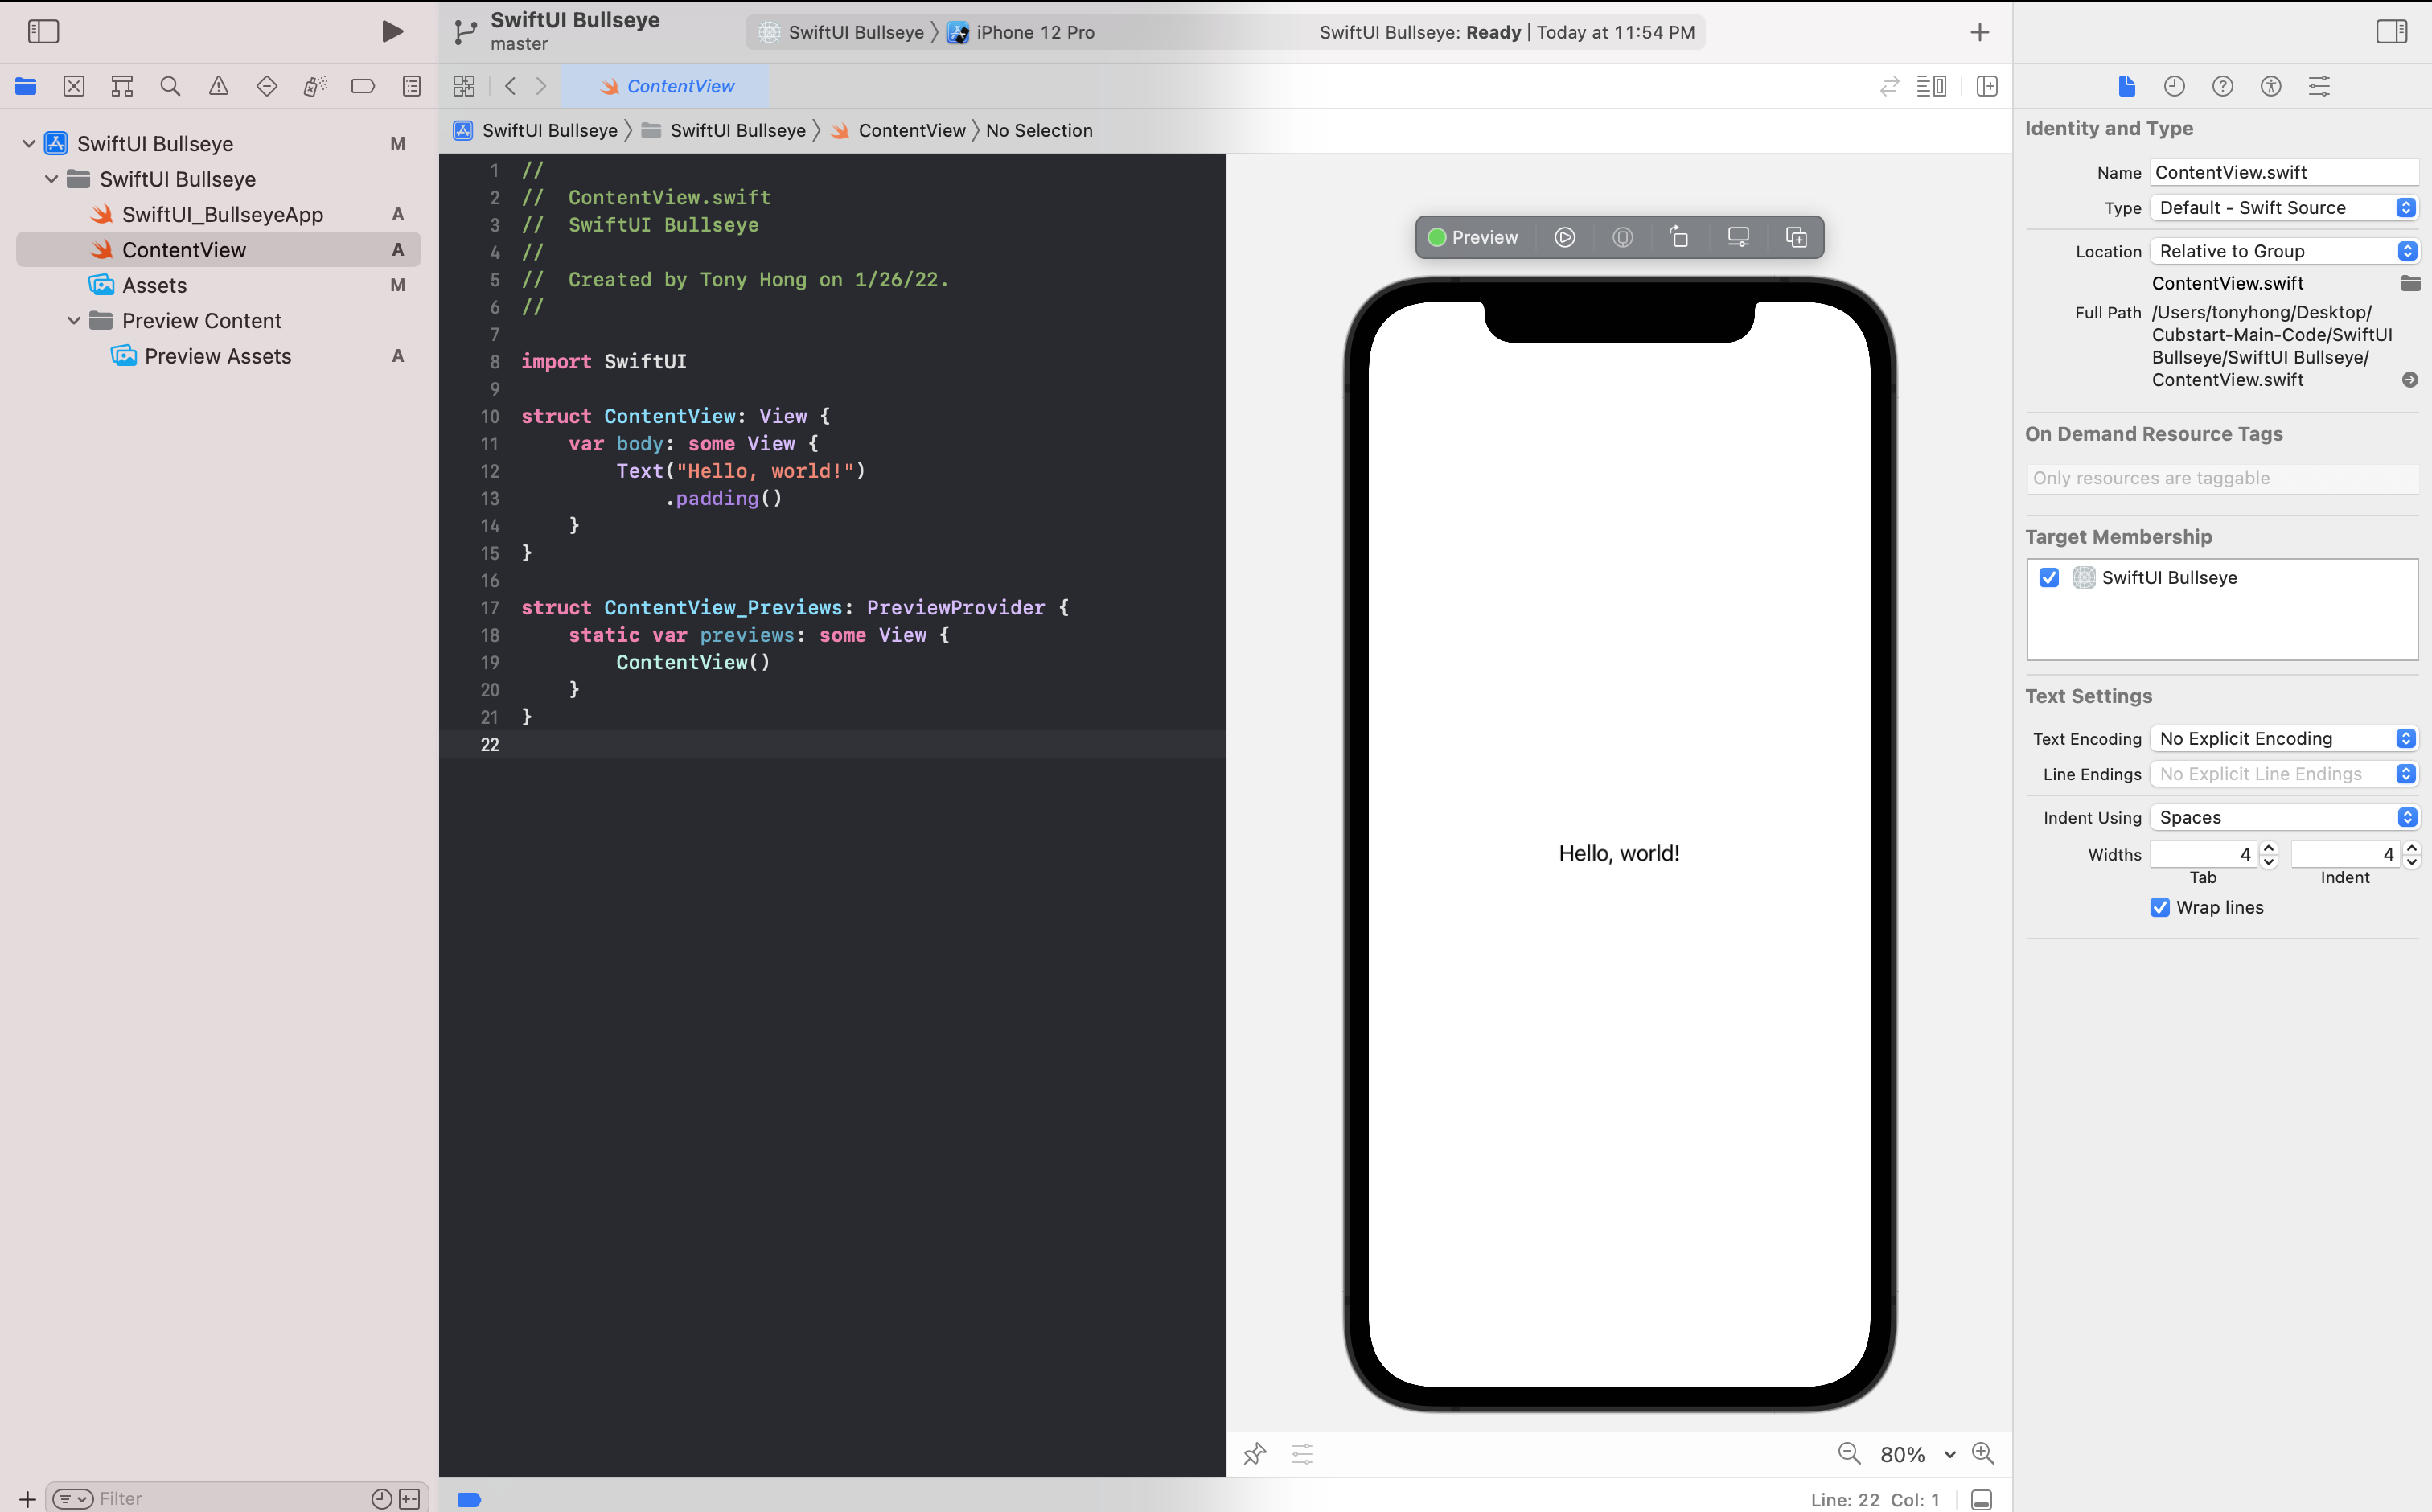 SwiftUI Bullseye
master
SwiftUI Bullseye iPhone 12 Pro
SwiftUI Bullseye: Ready | Today at 11:54 PM
ContentView
SwiftUI Bullseye SwiftUI Bullseye ContentView No Selection
SwiftUI Bullseye M
SwiftUI Bullseye
SwiftUI_BullseyeApp A
ContentView A
Assets M
Preview Content
Preview Assets A
Filter
1 //
2 //  ContentView.swift
3 //  SwiftUI Bullseye
4 //
5 //  Created by Tony Hong on 1/26/22.
6 //
7
8 import SwiftUI
9
10 struct ContentView: View {
11     var body: some View {
12         Text("Hello, world!")
13             .padding()
14     }
15 }
16
17 struct ContentView_Previews: PreviewProvider {
18     static var previews: some View {
19         ContentView()
20     }
21 }
22
Preview
Hello, world!
80%
Line: 22 Col: 1
Identity and Type
Name ContentView.swift
Type Default - Swift Source
Location Relative to Group
ContentView.swift
Full Path /Users/tonyhong/Desktop/
Cubstart-Main-Code/SwiftUI
Bullseye/SwiftUI Bullseye/
ContentView.swift
On Demand Resource Tags
Only resources are taggable
Target Membership
SwiftUI Bullseye
Text Settings
Text Encoding No Explicit Encoding
Line Endings No Explicit Line Endings
Indent Using Spaces
Widths 4 4
Tab Indent
Wrap lines